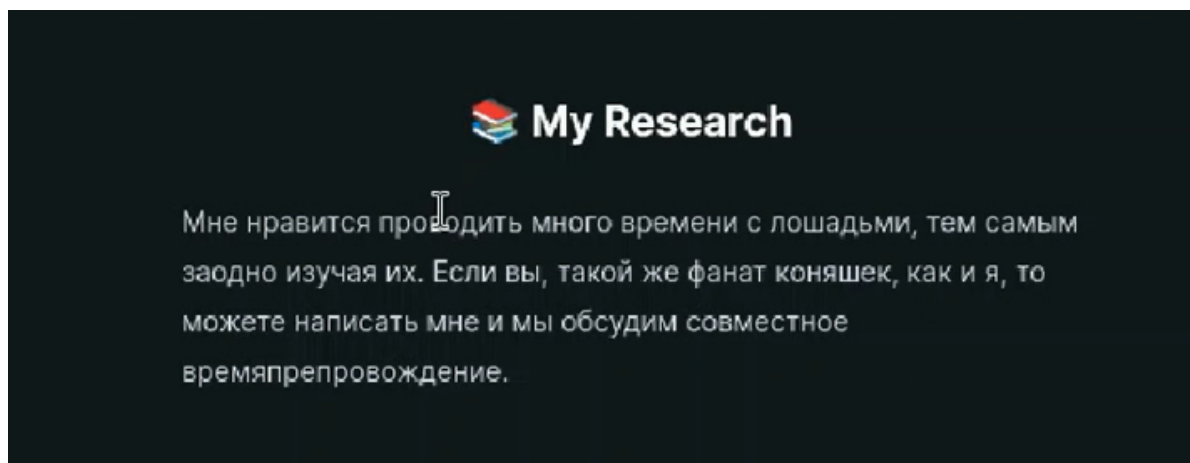 📚 My Research
Мне нравится проводить много времени с лошадьми, тем самым
заодно изучая их. Если вы, такой же фанат коняшек, как и я, то
можете написать мне и мы обсудим совместное
времяпрепровождение.